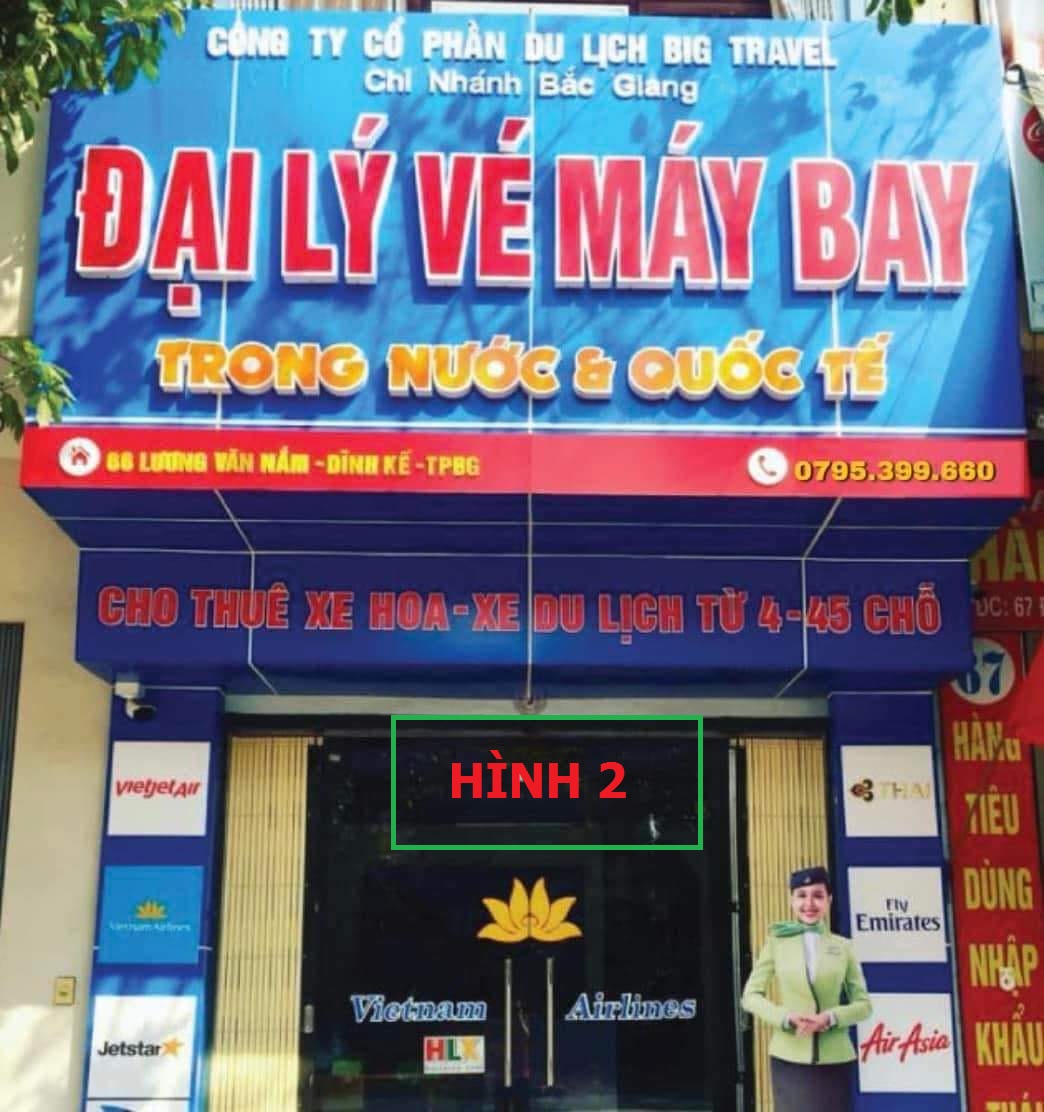 CÔNG TY CỔ PHẦN DU LỊCH BIG TRAVEL
Chi Nhánh Bắc Giang
ĐẠI LÝ VÉ MÁY BAY
TRONG NƯỚC & QUỐC TẾ
66 LƯƠNG VĂN NẮM - DĨNH KẾ - TPBG
0795.399.660
CHO THUÊ XE HOA-XE DU LỊCH TỪ 4-45 CHỖ
HÌNH 2
vietjetAir
Vietnam Airlines
Jetstar
Vietnam Airlines
HLX
THAI
Fly
Emirates
AirAsia
ĐC: 67
67
HÀNG
TIÊU
DÙNG
NHẬP
KHẨU
THÁI